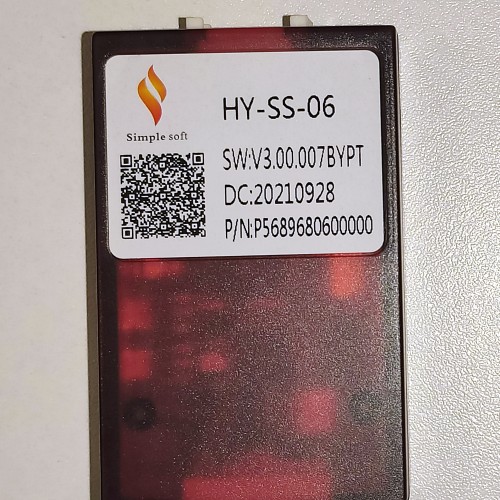 Simple soft
HY-SS-06
SW:V3.00.007BYPT
DC:20210928
P/N:P5689680600000